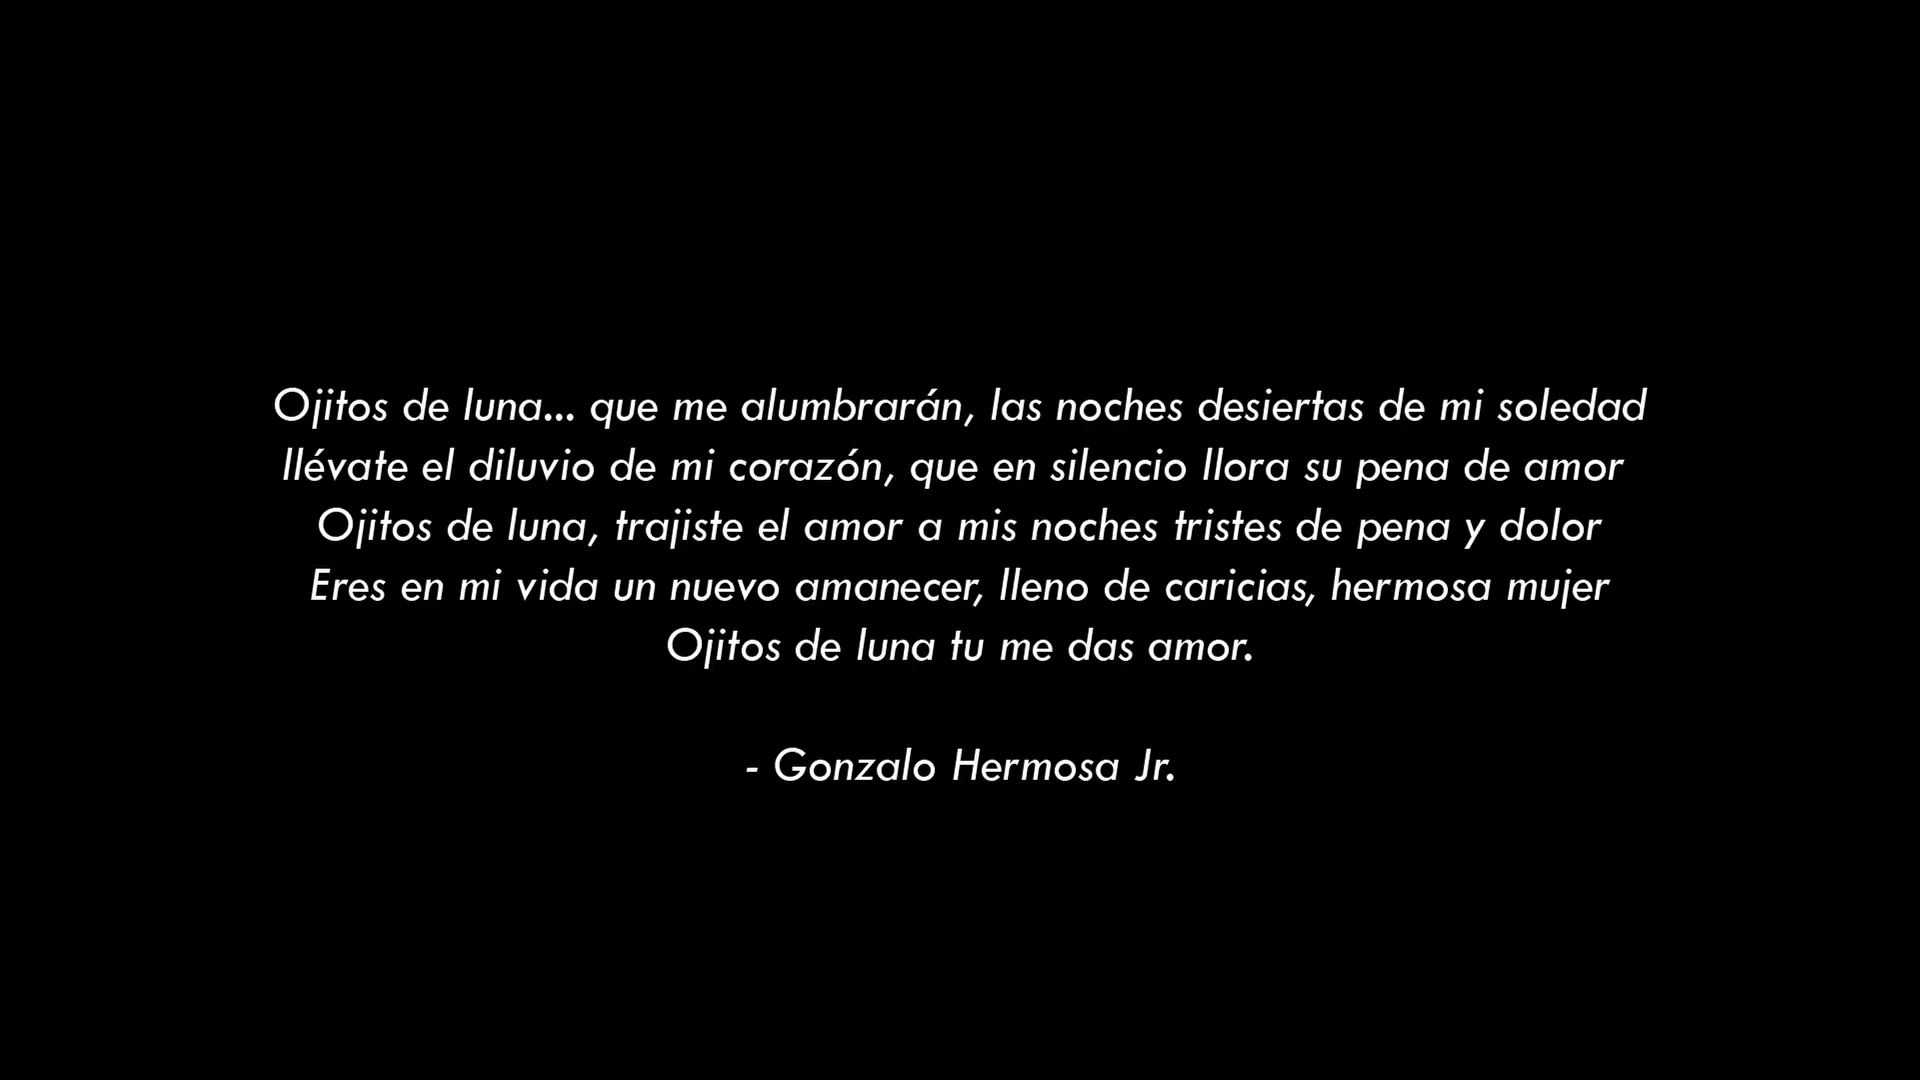 Ojitos de luna... que me alumbrarán, las noches desiertas de mi soledad
llévate el diluvio de mi corazón, que en silencio llora su pena de amor
Ojitos de luna, trajiste el amor a mis noches tristes de pena y dolor
Eres en mi vida un nuevo amanecer, lleno de caricias, hermosa mujer
Ojitos de luna tu me das amor.
- Gonzalo Hermosa Jr.